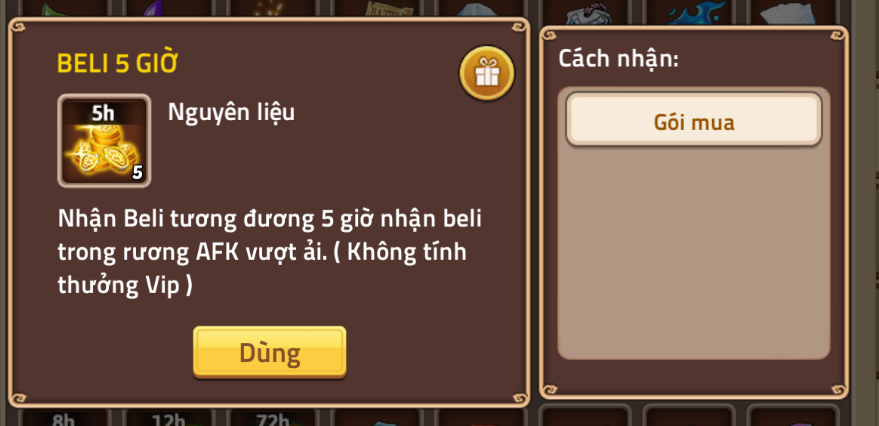 BELI 5 GIỜ
5h
Nguyên liệu
5
Nhận Beli tương đương 5 giờ nhận beli
trong rương AFK vượt ải. ( Không tính
thưởng Vip )
Dùng
Cách nhận:
Gói mua
8h
12h
72h